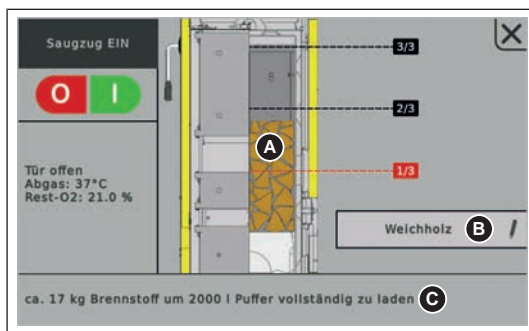 Saugzug EIN
O I
3/3
2/3
A
1/3
Tür offen
Abgas: 37°C
Rest-O2: 21.0 %
Weichholz B
ca. 17 kg Brennstoff um 2000 l Puffer vollständig zu laden C